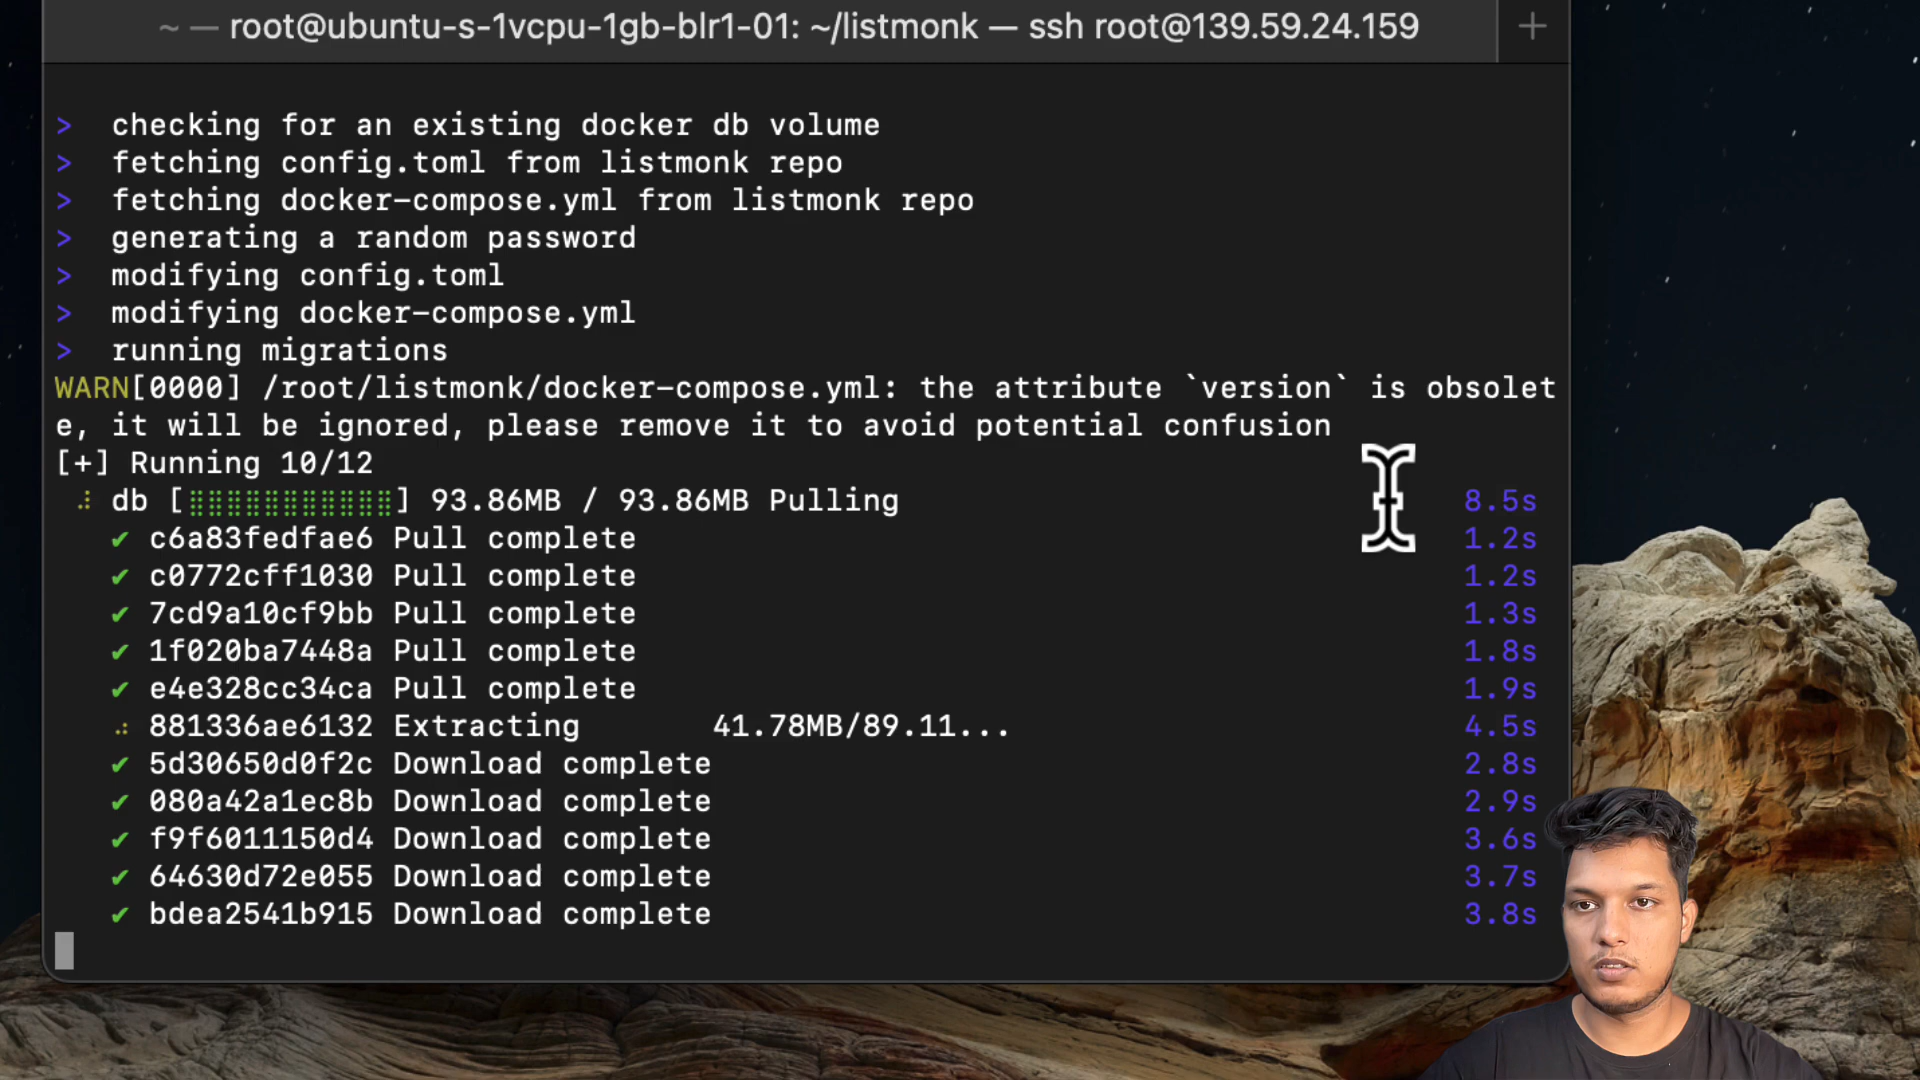 ~ — root@ubuntu-s-1vcpu-1gb-blr1-01: ~/listmonk — ssh root@139.59.24.159
> checking for an existing docker db volume
> fetching config.toml from listmonk repo
> fetching docker-compose.yml from listmonk repo
> generating a random password
> modifying config.toml
> modifying docker-compose.yml
> running migrations
WARN[0000] /root/listmonk/docker-compose.yml: the attribute `version` is obsolet
e, it will be ignored, please remove it to avoid potential confusion
[+] Running 10/12
⠼ db [⣿⣿⣿⣿⣿⣿⣿⣿⣿⣿⣿] 93.86MB / 93.86MB Pulling 8.5s
✔ c6a83fedfae6 Pull complete 1.2s
✔ c0772cff1030 Pull complete 1.2s
✔ 7cd9a10cf9bb Pull complete 1.3s
✔ 1f020ba7448a Pull complete 1.8s
✔ e4e328cc34ca Pull complete 1.9s
⠴ 881336ae6132 Extracting 41.78MB/89.11... 4.5s
✔ 5d30650d0f2c Download complete 2.8s
✔ 080a42a1ec8b Download complete 2.9s
✔ f9f6011150d4 Download complete 3.6s
✔ 64630d72e055 Download complete 3.7s
✔ bdea2541b915 Download complete 3.8s